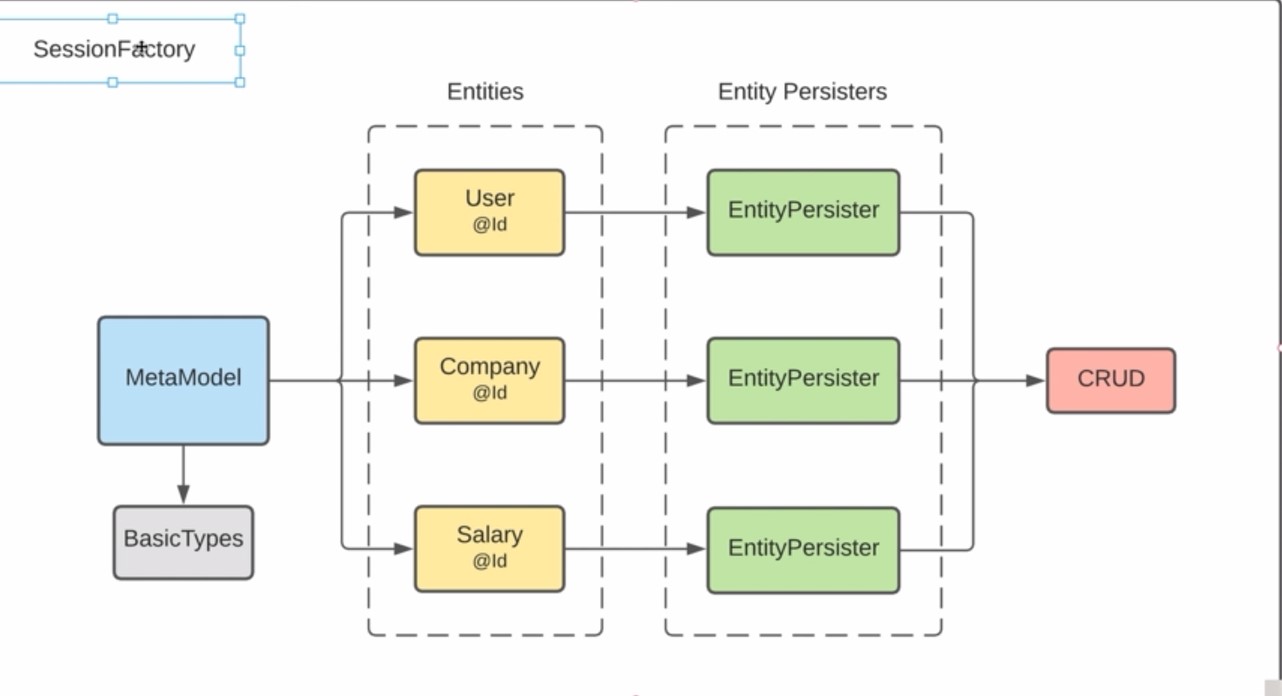 SessionFactory
Entities
Entity Persisters
User
@Id
EntityPersister
MetaModel
Company
@Id
EntityPersister
CRUD
BasicTypes
Salary
@Id
EntityPersister